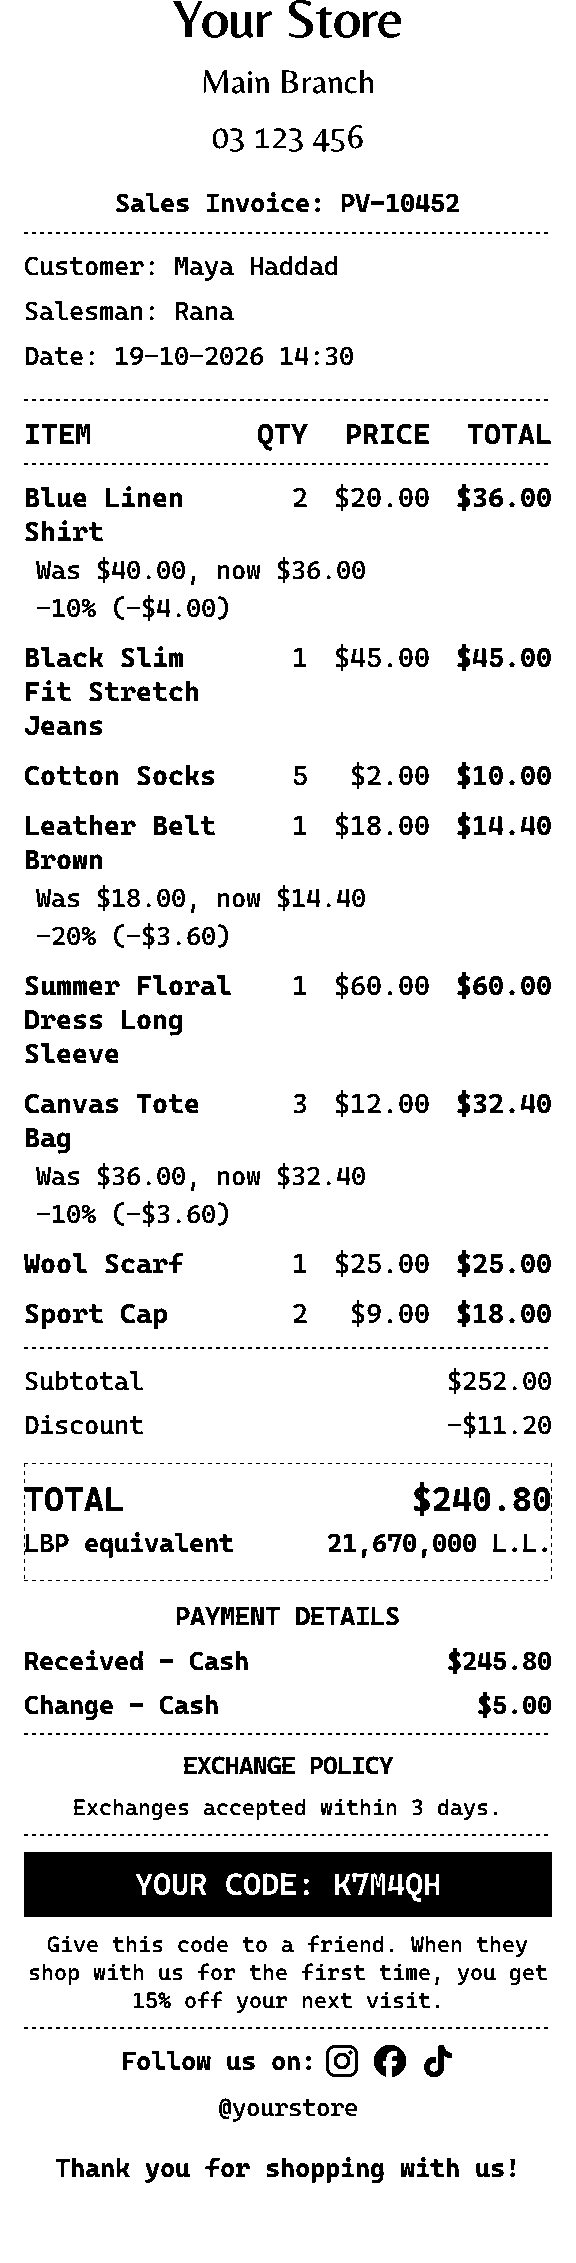 Your Store
Main Branch
03 123 456
Sales Invoice: PV-10452
Customer: Maya Haddad
Salesman: Rana
Date: 19-10-2026 14:30
ITEM QTY PRICE TOTAL
Blue Linen 2 $20.00 $36.00
Shirt
Was $40.00, now $36.00
-10% (-$4.00)
Black Slim 1 $45.00 $45.00
Fit Stretch
Jeans
Cotton Socks 5 $2.00 $10.00
Leather Belt 1 $18.00 $14.40
Brown
Was $18.00, now $14.40
-20% (-$3.60)
Summer Floral 1 $60.00 $60.00
Dress Long
Sleeve
Canvas Tote 3 $12.00 $32.40
Bag
Was $36.00, now $32.40
-10% (-$3.60)
Wool Scarf 1 $25.00 $25.00
Sport Cap 2 $9.00 $18.00
Subtotal $252.00
Discount -$11.20
TOTAL $240.80
LBP equivalent 21,670,000 L.L.
PAYMENT DETAILS
Received - Cash $245.80
Change - Cash $5.00
EXCHANGE POLICY
Exchanges accepted within 3 days.
YOUR CODE: K7M4QH
Give this code to a friend. When they
shop with us for the first time, you get
15% off your next visit.
Follow us on:
@yourstore
Thank you for shopping with us!